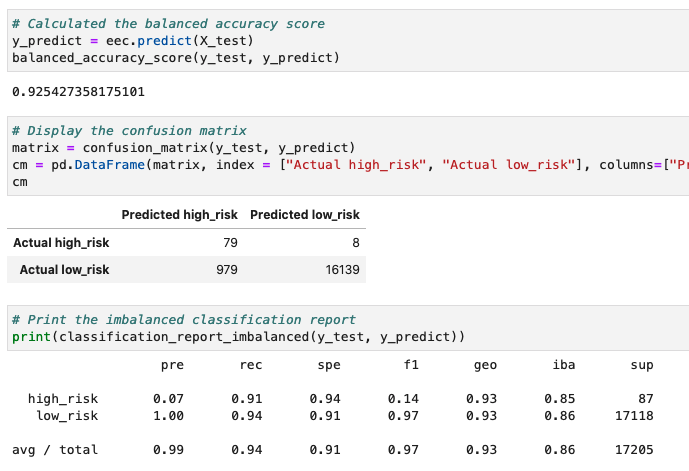 # Calculated the balanced accuracy score
y_predict = eec.predict(X_test)
balanced_accuracy_score(y_test, y_predict)
0.925427358175101
# Display the confusion matrix
matrix = confusion_matrix(y_test, y_predict)
cm = pd.DataFrame(matrix, index = ["Actual high_risk", "Actual low_risk"], columns=["Pr
cm
Predicted high_risk Predicted low_risk
Actual high_risk 79 8
Actual low_risk 979 16139
# Print the imbalanced classification report
print(classification_report_imbalanced(y_test, y_predict))
pre rec spe f1 geo iba sup
high_risk 0.07 0.91 0.94 0.14 0.93 0.85 87
low_risk 1.00 0.94 0.91 0.97 0.93 0.86 17118
avg / total 0.99 0.94 0.91 0.97 0.93 0.86 17205